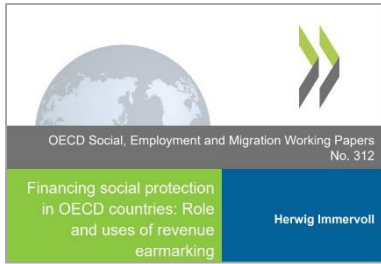 OECD Social, Employment and Migration Working Papers
No. 312
Financing social protection
in OECD countries: Role
and uses of revenue
earmarking
Herwig Immervoll